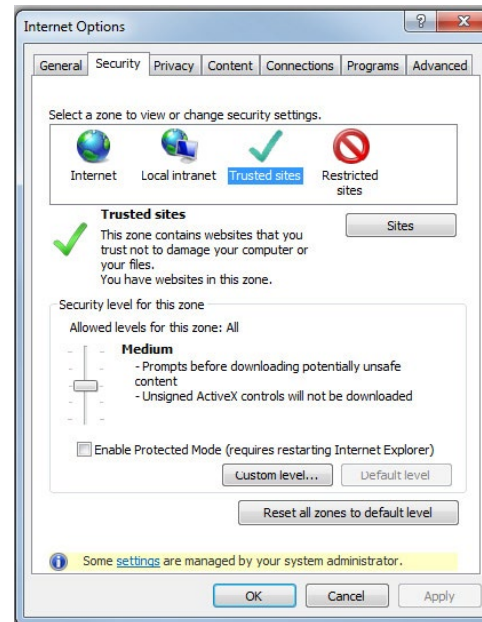 Internet Options
General Security Privacy Content Connections Programs Advanced
Select a zone to view or change security settings.
Internet Local intranet Trusted sites Restricted
sites
Trusted sites
This zone contains websites that you
trust not to damage your computer or
your files.
You have websites in this zone.
Sites
Security level for this zone
Allowed levels for this zone: All
Medium
- Prompts before downloading potentially unsafe
content
- Unsigned ActiveX controls will not be downloaded
Enable Protected Mode (requires restarting Internet Explorer)
Custom level... Default level
Reset all zones to default level
Some settings are managed by your system administrator.
OK Cancel Apply